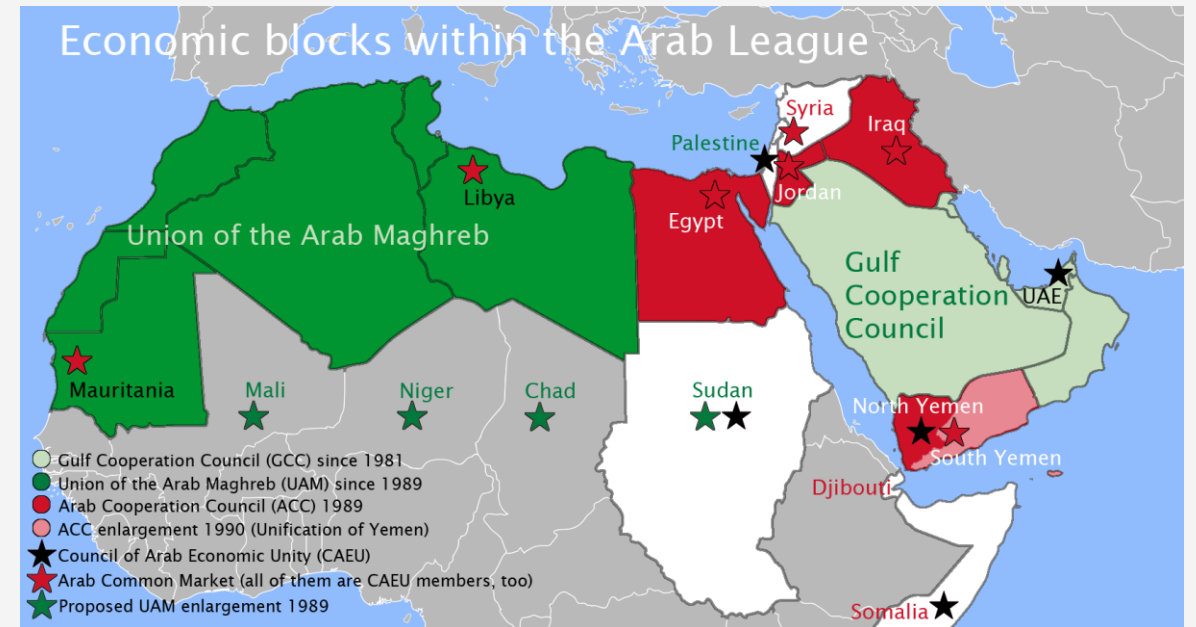 Economic blocks within the Arab League
Syria
Iraq
Palestine
Jordan
Libya
Egypt
Union of the Arab Maghreb
Gulf
Cooperation
Council
UAE
Mauritania
Mali
Niger
Chad
Sudan
North Yemen
South Yemen
Djibouti
Somalia
Gulf Cooperation Council (GCC) since 1981
Union of the Arab Maghreb (UAM) since 1989
Arab Cooperation Council (ACC) 1989
ACC enlargement 1990 (Unification of Yemen)
Council of Arab Economic Unity (CAEU)
Arab Common Market (all of them are CAEU members, too)
Proposed UAM enlargement 1989